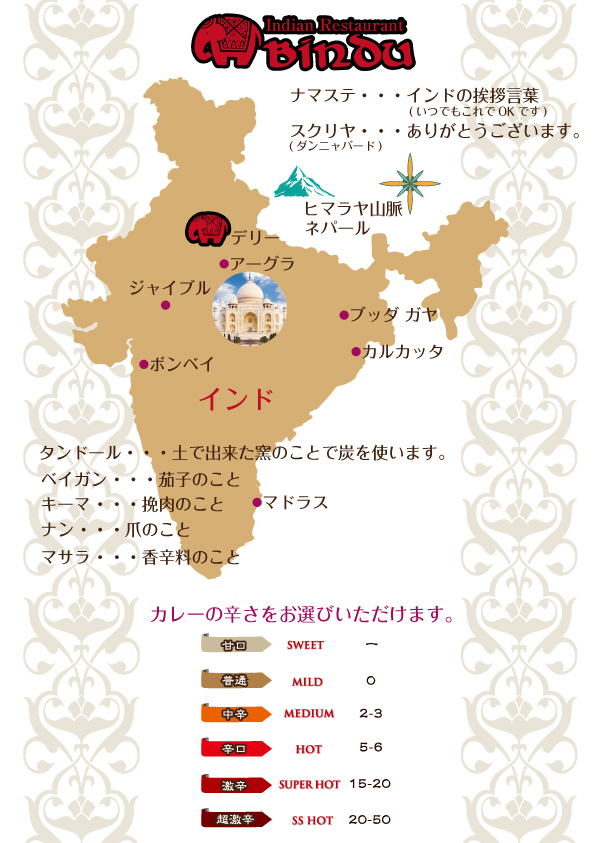 Indian Restaurant
BINDU
ナマステ・・・インドの挨拶言葉
(いつでもこれでOKです)
スクリヤ・・・ありがとうございます。
(ダンニャバード)
ヒマラヤ山脈
ネパール
デリー
アーグラ
ジャイブル
ブッダ ガヤ
カルカッタ
ボンベイ
インド
タンドール・・・土で出来た窯のことで炭を使います。
ベイガン・・・茄子のこと
キーマ・・・挽肉のこと
マドラス
ナン・・・爪のこと
マサラ・・・香辛料のこと
カレーの辛さをお選びいただけます。
甘口 SWEET ー
普通 MILD 0
中辛 MEDIUM 2-3
辛口 HOT 5-6
激辛 SUPER HOT 15-20
超激辛 SS HOT 20-50